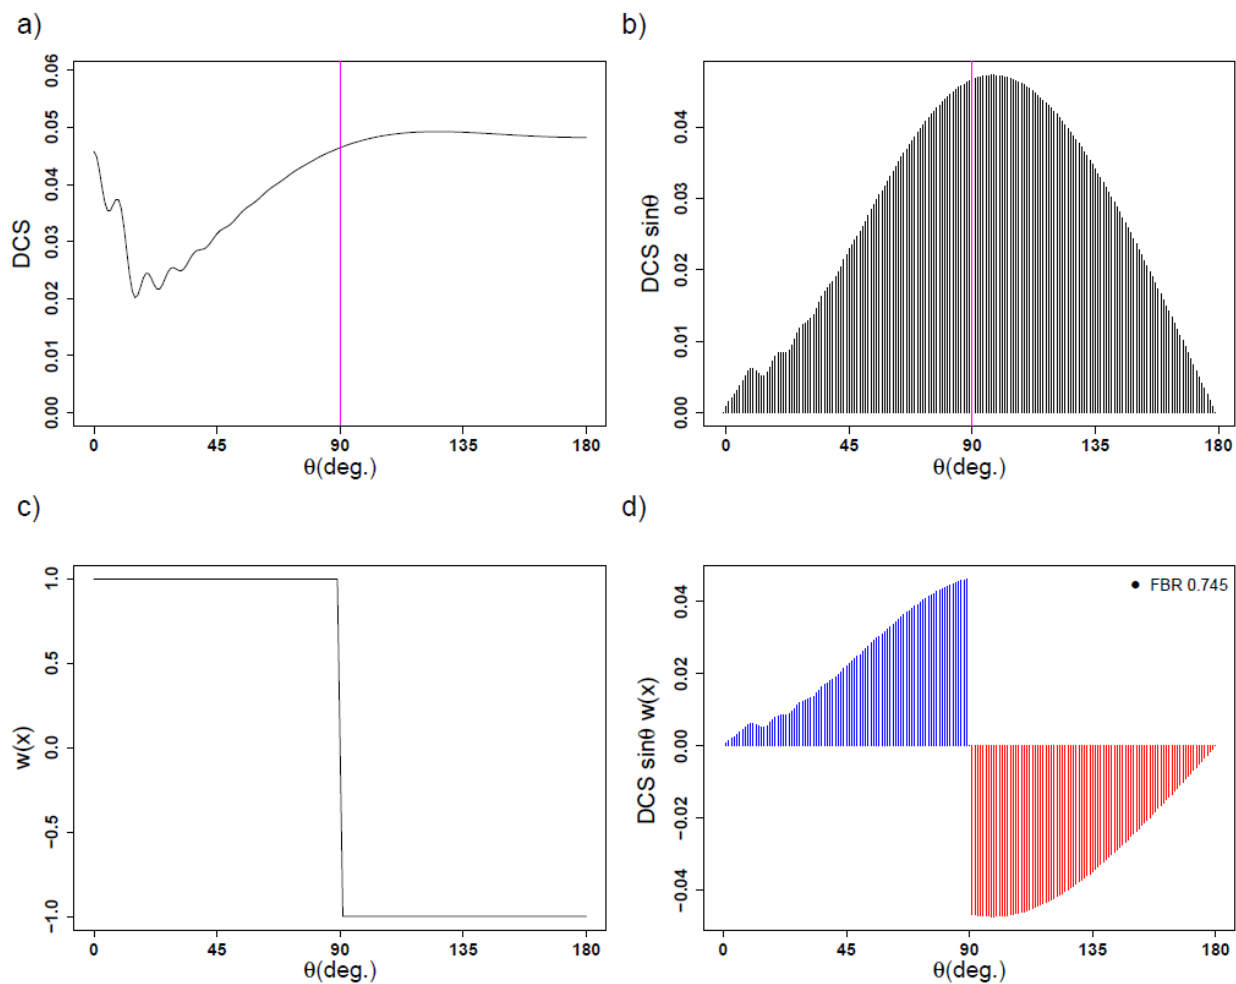 a)
0.06
0.05
0.04
0.03
0.02
0.01
0.00
DCS
0 45 90 135 180
θ(deg.)
b)
0.04
0.03
0.02
0.01
0.00
DCS sinθ
0 45 90 135 180
θ(deg.)
c)
1.0
0.5
0.0
−0.5
−1.0
w(x)
0 45 90 135 180
θ(deg.)
d)
FBR 0.745
0.04
0.02
0.00
−0.02
−0.04
DCS sinθ w(x)
0 45 90 135 180
θ(deg.)